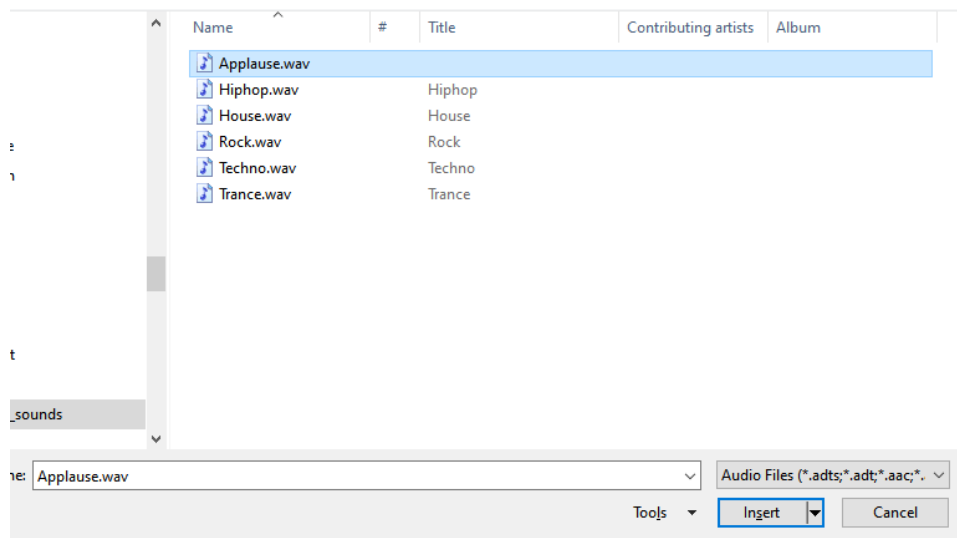 Name # Title Contributing artists Album
Applause.wav
Hiphop.wav Hiphop
House.wav House
Rock.wav Rock
Techno.wav Techno
Trance.wav Trance
e
n
t
_sounds
ne: Applause.wav Audio Files (*.adts;*.adt;*.aac;*.
Tools Insert Cancel